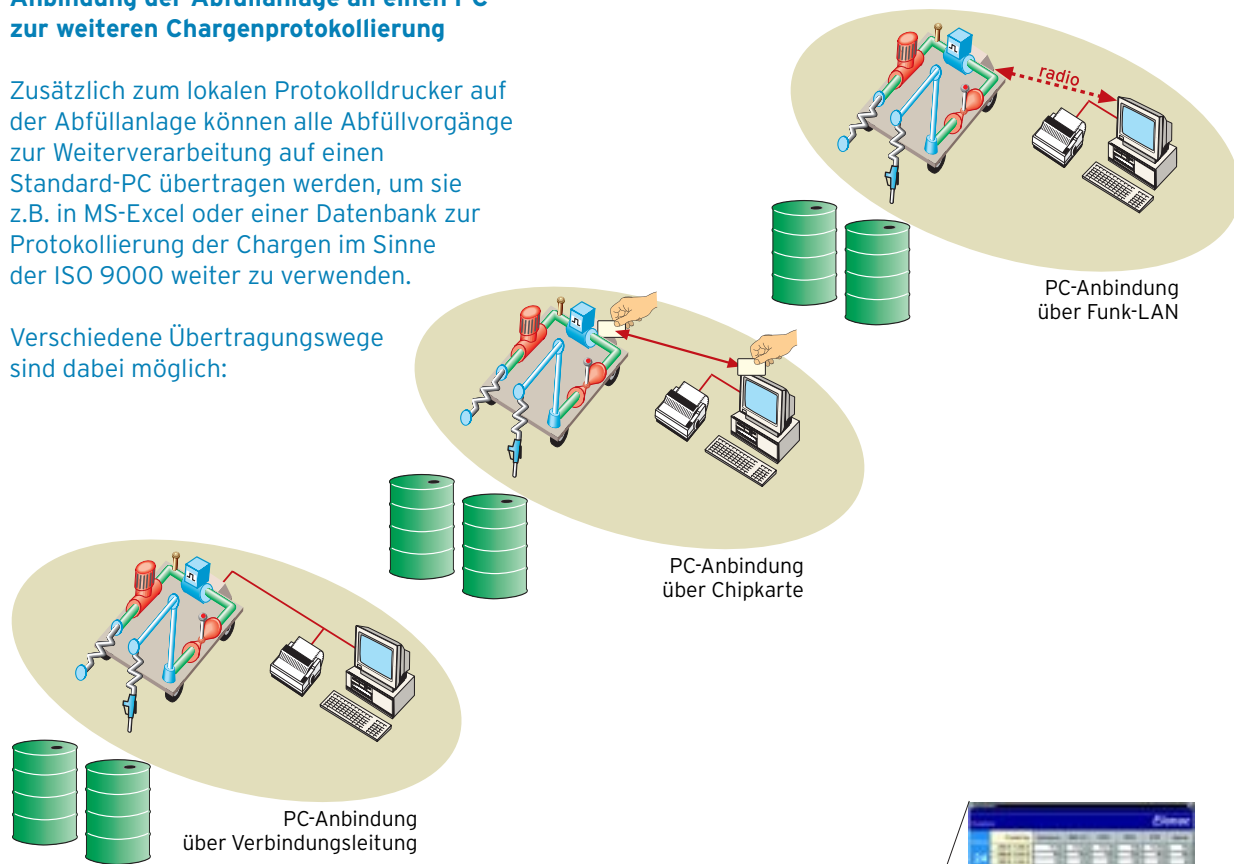 Anbindung der Abfüllanlage an einen PC
zur weiteren Chargenprotokollierung
Zusätzlich zum lokalen Protokolldrucker auf
der Abfüllanlage können alle Abfüllvorgänge
zur Weiterverarbeitung auf einen
Standard-PC übertragen werden, um sie
z.B. in MS-Excel oder einer Datenbank zur
Protokollierung der Chargen im Sinne
der ISO 9000 weiter zu verwenden.
Verschiedene Übertragungswege
sind dabei möglich:
radio
PC-Anbindung
über Funk-LAN
PC-Anbindung
über Chipkarte
PC-Anbindung
über Verbindungsleitung